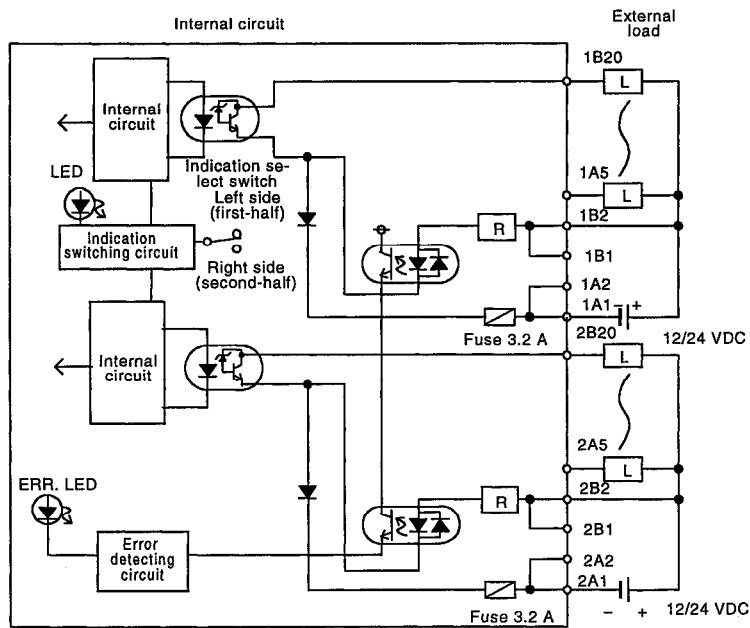 Internal circuit
External
load
1B20
L
Internal
circuit
Indication se-
lect switch
Left side
(first-half)
LED
1A5
L
1B2
R
Indication
switching circuit
Right side
(second-half)
1B1
1A2
1A1
- +
Fuse 3.2 A
2B20
12/24 VDC
L
Internal
circuit
2A5
L
ERR. LED
2B2
R
2B1
Error
detecting
circuit
2A2
2A1
Fuse 3.2 A
- +
12/24 VDC